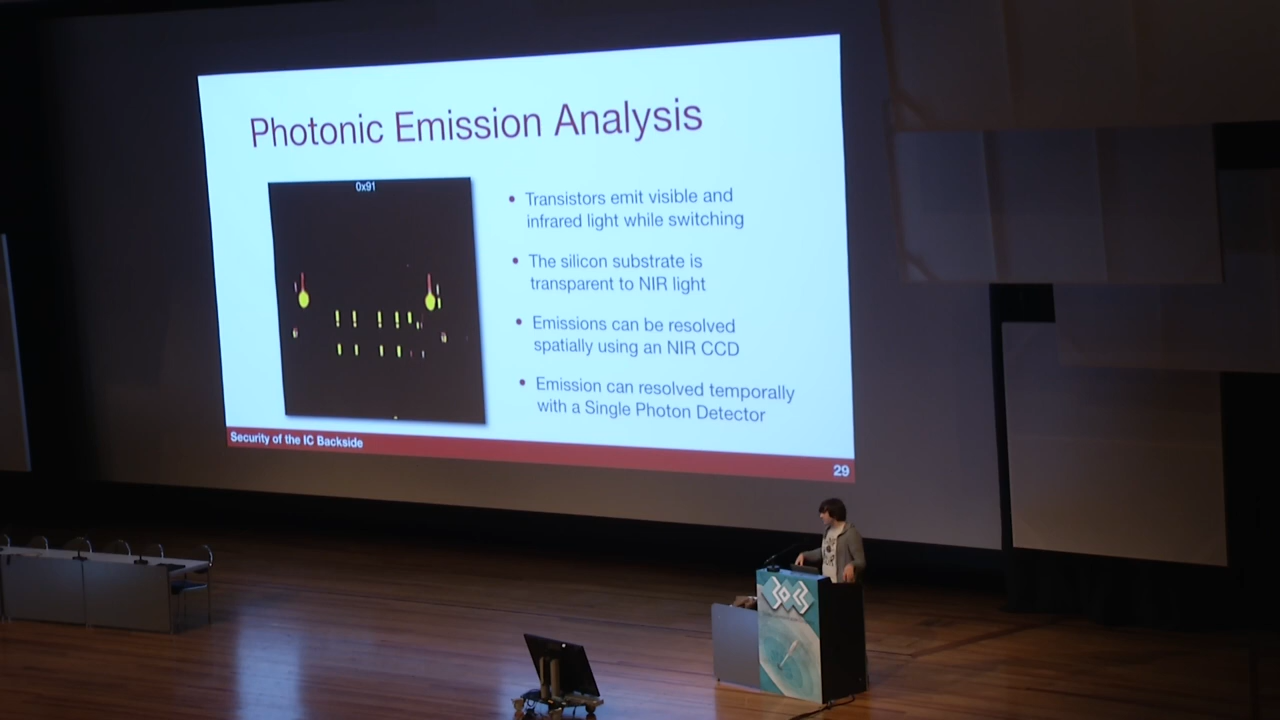 Photonic Emission Analysis
0x91
• Transistors emit visible and
infrared light while switching
• The silicon substrate is
transparent to NIR light
• Emissions can be resolved
spatially using an NIR CCD
• Emission can resolved temporally
with a Single Photon Detector
Security of the IC Backside
29
30C3